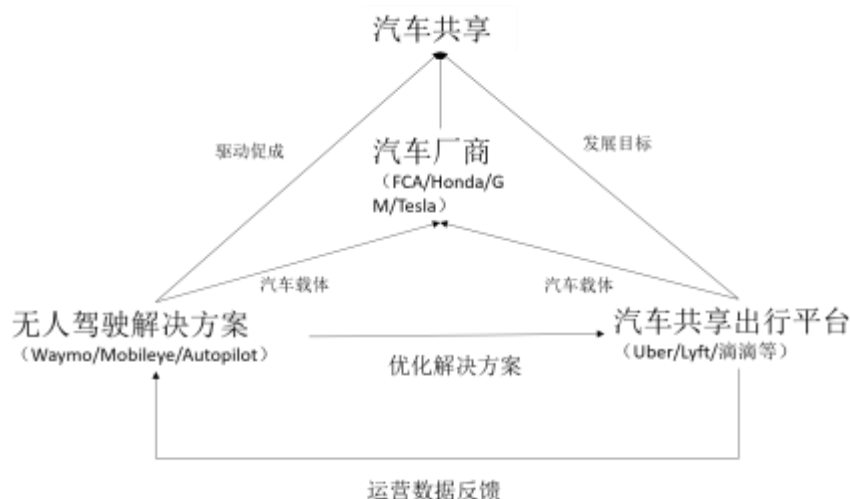 汽车共享
驱动促成
发展目标
汽车厂商
（FCA/Honda/G
M/Tesla）
汽车载体
汽车载体
无人驾驶解决方案
（Waymo/Mobileye/Autopilot）
汽车共享出行平台
（Uber/Lyft/滴滴等）
优化解决方案
运营数据反馈